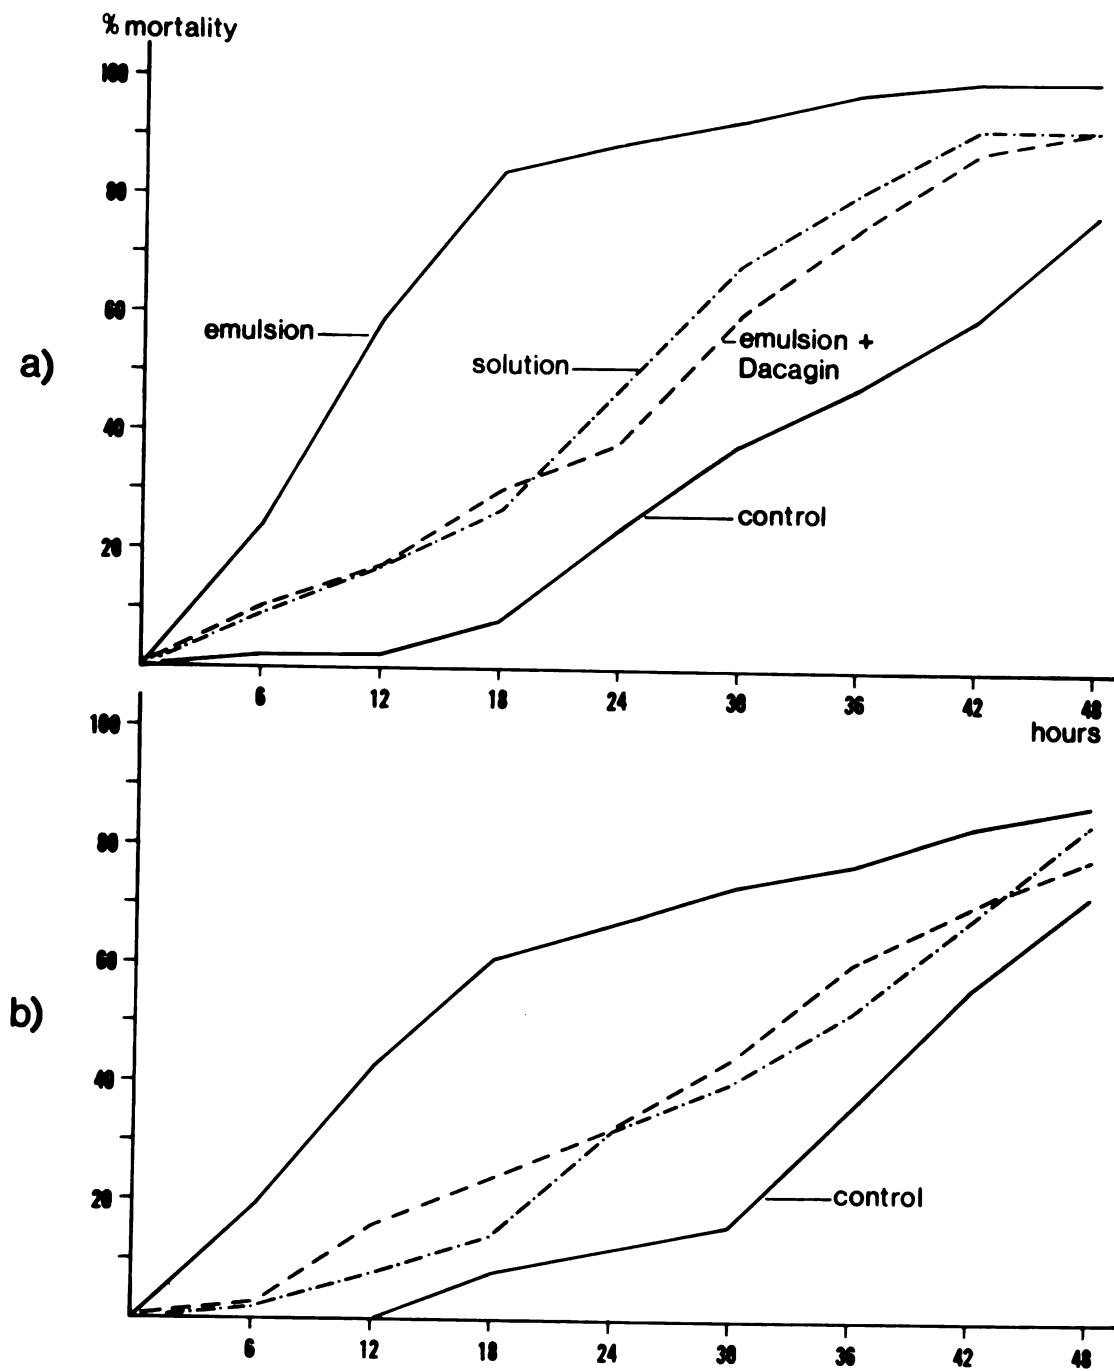 % mortality
100
80
emulsion
60
solution
emulsion +
Dacagin
a)
40
control
20
6 12 18 24 30 36 42 48
hours
100
80
60
b)
40
20
control
6 12 18 24 30 36 42 48